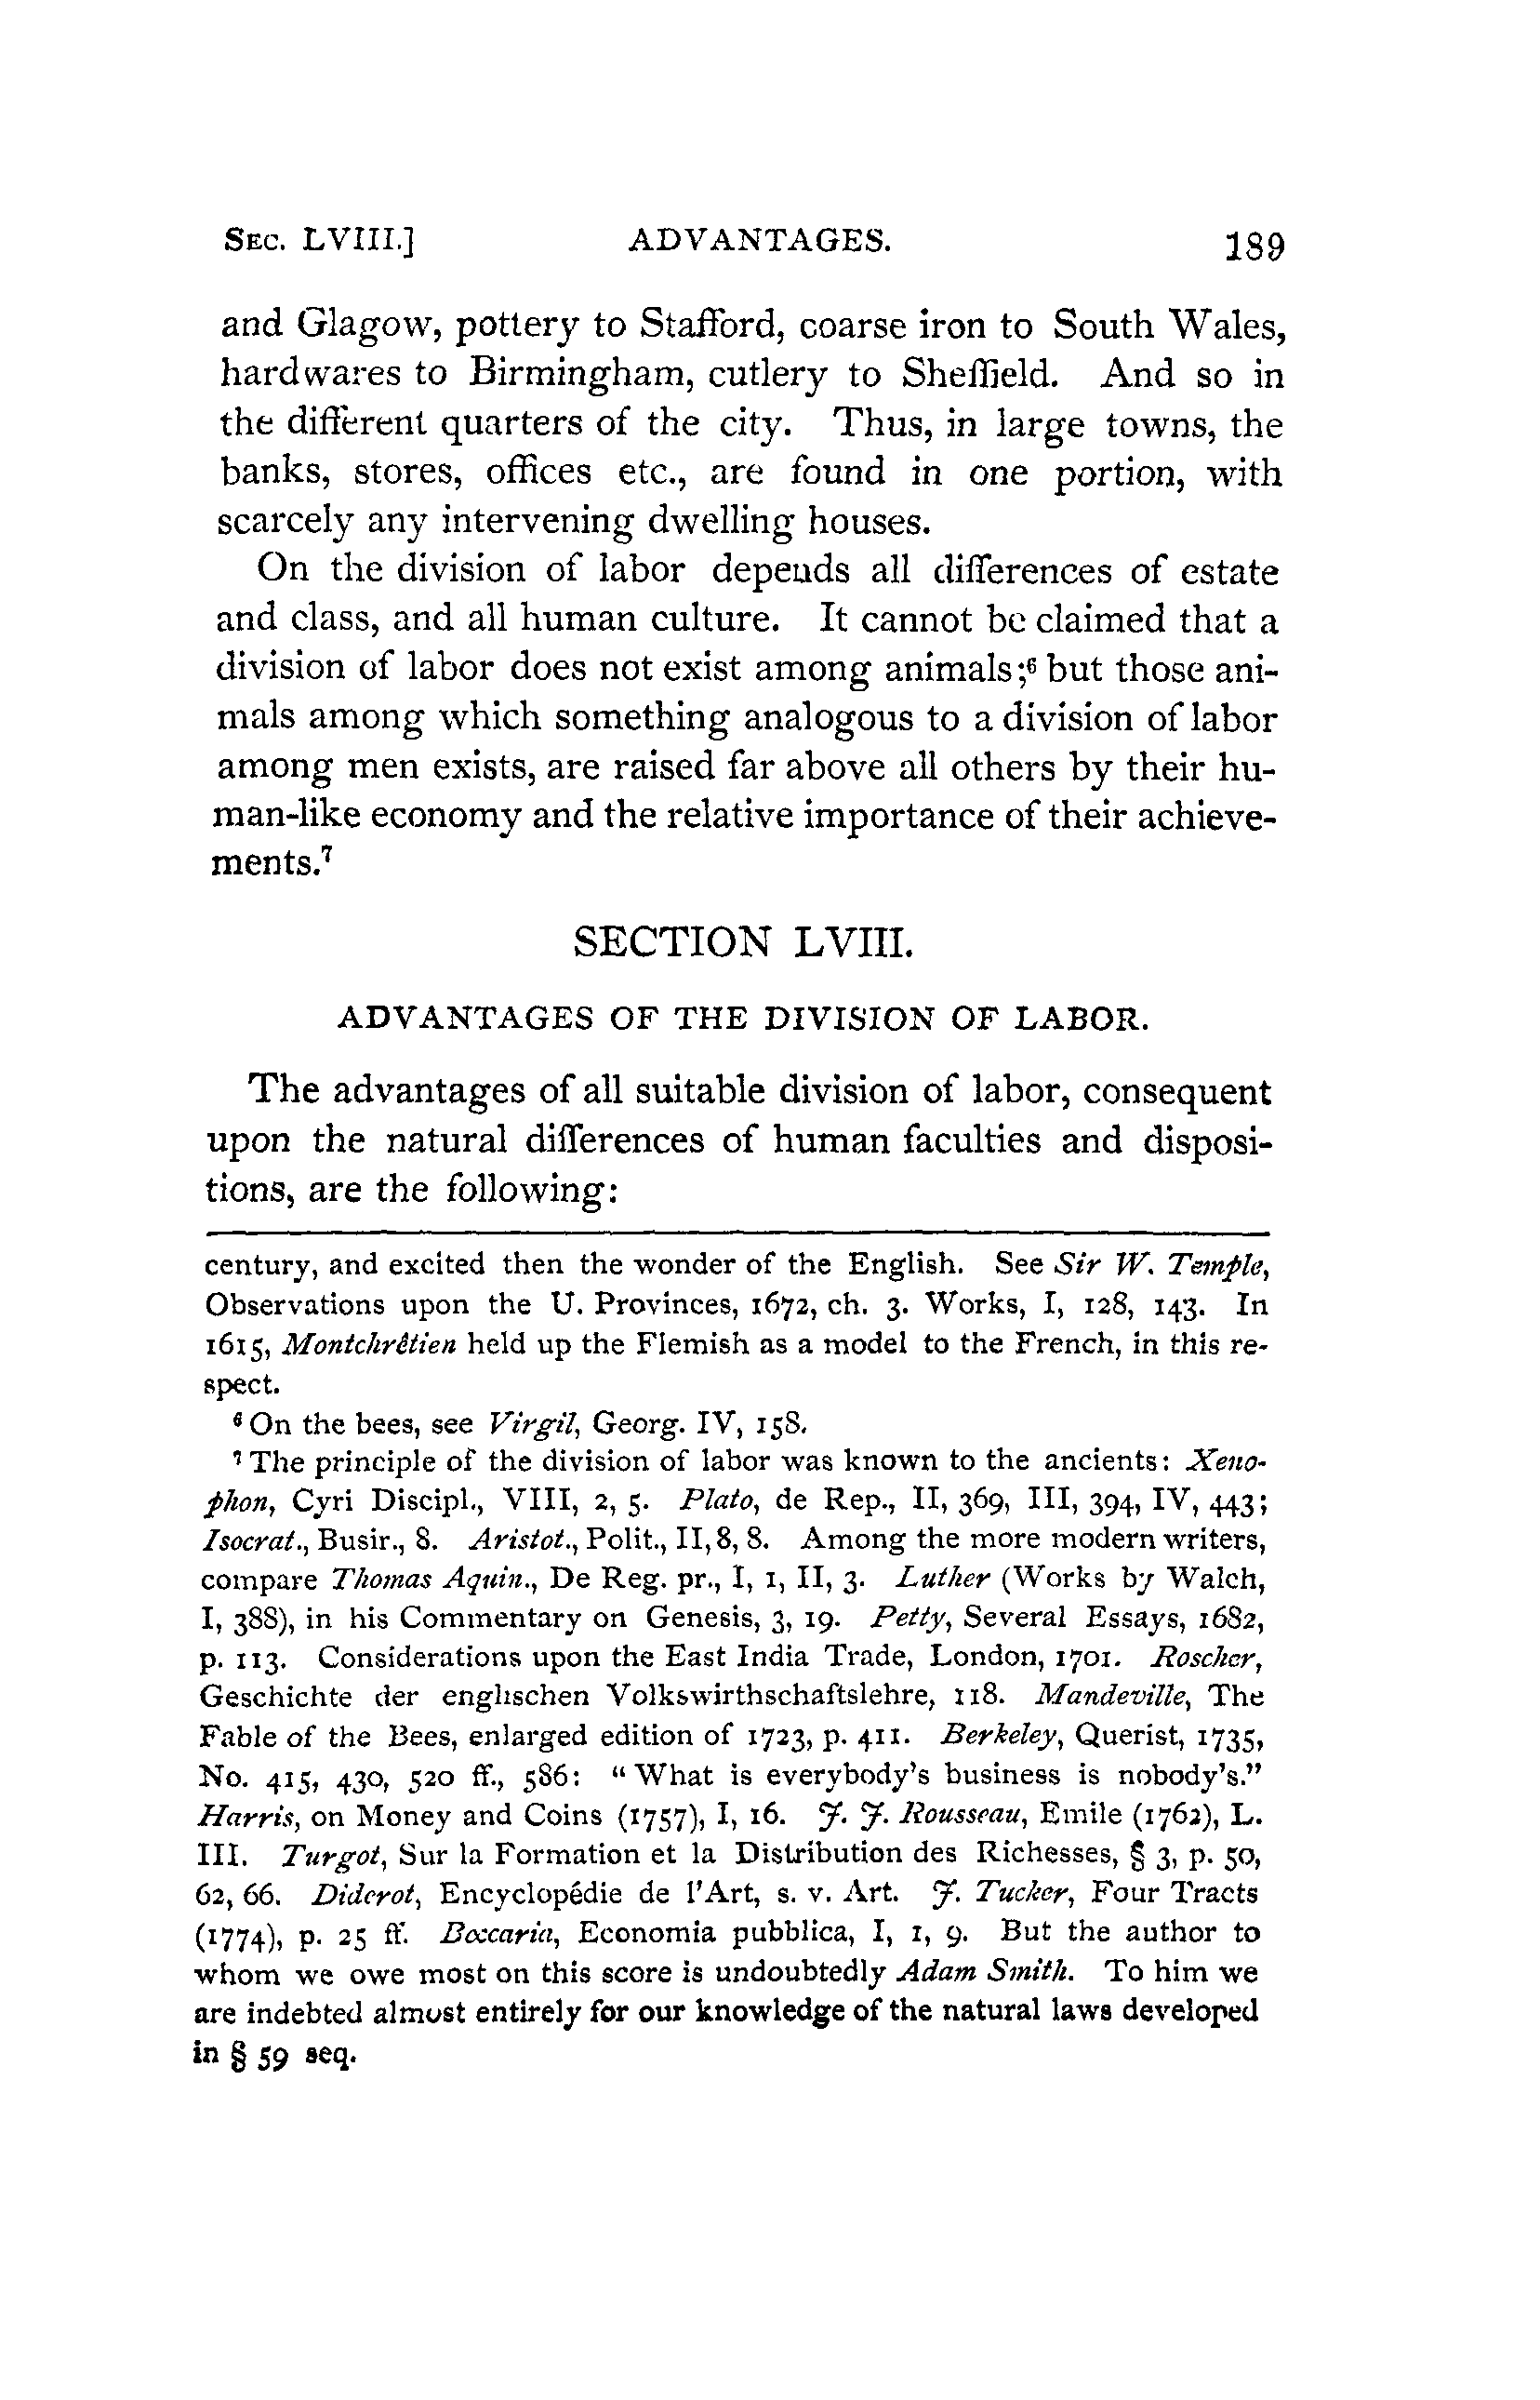 SEC. LVIII.] ADVANTAGES. 189
and Glagow, pottery to Stafford, coarse iron to South Wales,
hardwares to Birmingham, cutlery to Sheffield. And so in
the different quarters of the city. Thus, in large towns, the
banks, stores, offices etc., are found in one portion, with
scarcely any intervening dwelling houses.
On the division of labor depends all differences of estate
and class, and all human culture. It cannot be claimed that a
division of labor does not exist among animals;⁶ but those ani-
mals among which something analogous to a division of labor
among men exists, are raised far above all others by their hu-
man-like economy and the relative importance of their achieve-
ments.⁷
SECTION LVIII.
ADVANTAGES OF THE DIVISION OF LABOR.
The advantages of all suitable division of labor, consequent
upon the natural differences of human faculties and disposi-
tions, are the following:
century, and excited then the wonder of the English. See Sir W. Temple,
Observations upon the U. Provinces, 1672, ch. 3. Works, I, 128, 143. In
1615, Montchrêtien held up the Flemish as a model to the French, in this re-
spect.
⁶ On the bees, see Virgil, Georg. IV, 158.
⁷ The principle of the division of labor was known to the ancients: Xeno-
phon, Cyri Discipl., VIII, 2, 5. Plato, de Rep., II, 369, III, 394, IV, 443;
Isocrat., Busir., 8. Aristot., Polit., II, 8, 8. Among the more modern writers,
compare Thomas Aquin., De Reg. pr., I, 1, II, 3. Luther (Works by Walch,
I, 388), in his Commentary on Genesis, 3, 19. Petty, Several Essays, 1682,
p. 113. Considerations upon the East India Trade, London, 1701. Roscher,
Geschichte der englischen Volkswirthschaftslehre, 118. Mandeville, The
Fable of the Bees, enlarged edition of 1723, p. 411. Berkeley, Querist, 1735,
No. 415, 430, 520 ff., 586: "What is everybody's business is nobody's."
Harris, on Money and Coins (1757), I, 16. J. J. Rousseau, Emile (1762), L.
III. Turgot, Sur la Formation et la Distribution des Richesses, § 3, p. 50,
62, 66. Diderot, Encyclopédie de l'Art, s. v. Art. J. Tucker, Four Tracts
(1774), p. 25 ff. Beccaria, Economia pubblica, I, 1, 9. But the author to
whom we owe most on this score is undoubtedly Adam Smith. To him we
are indebted almost entirely for our knowledge of the natural laws developed
in § 59 seq.